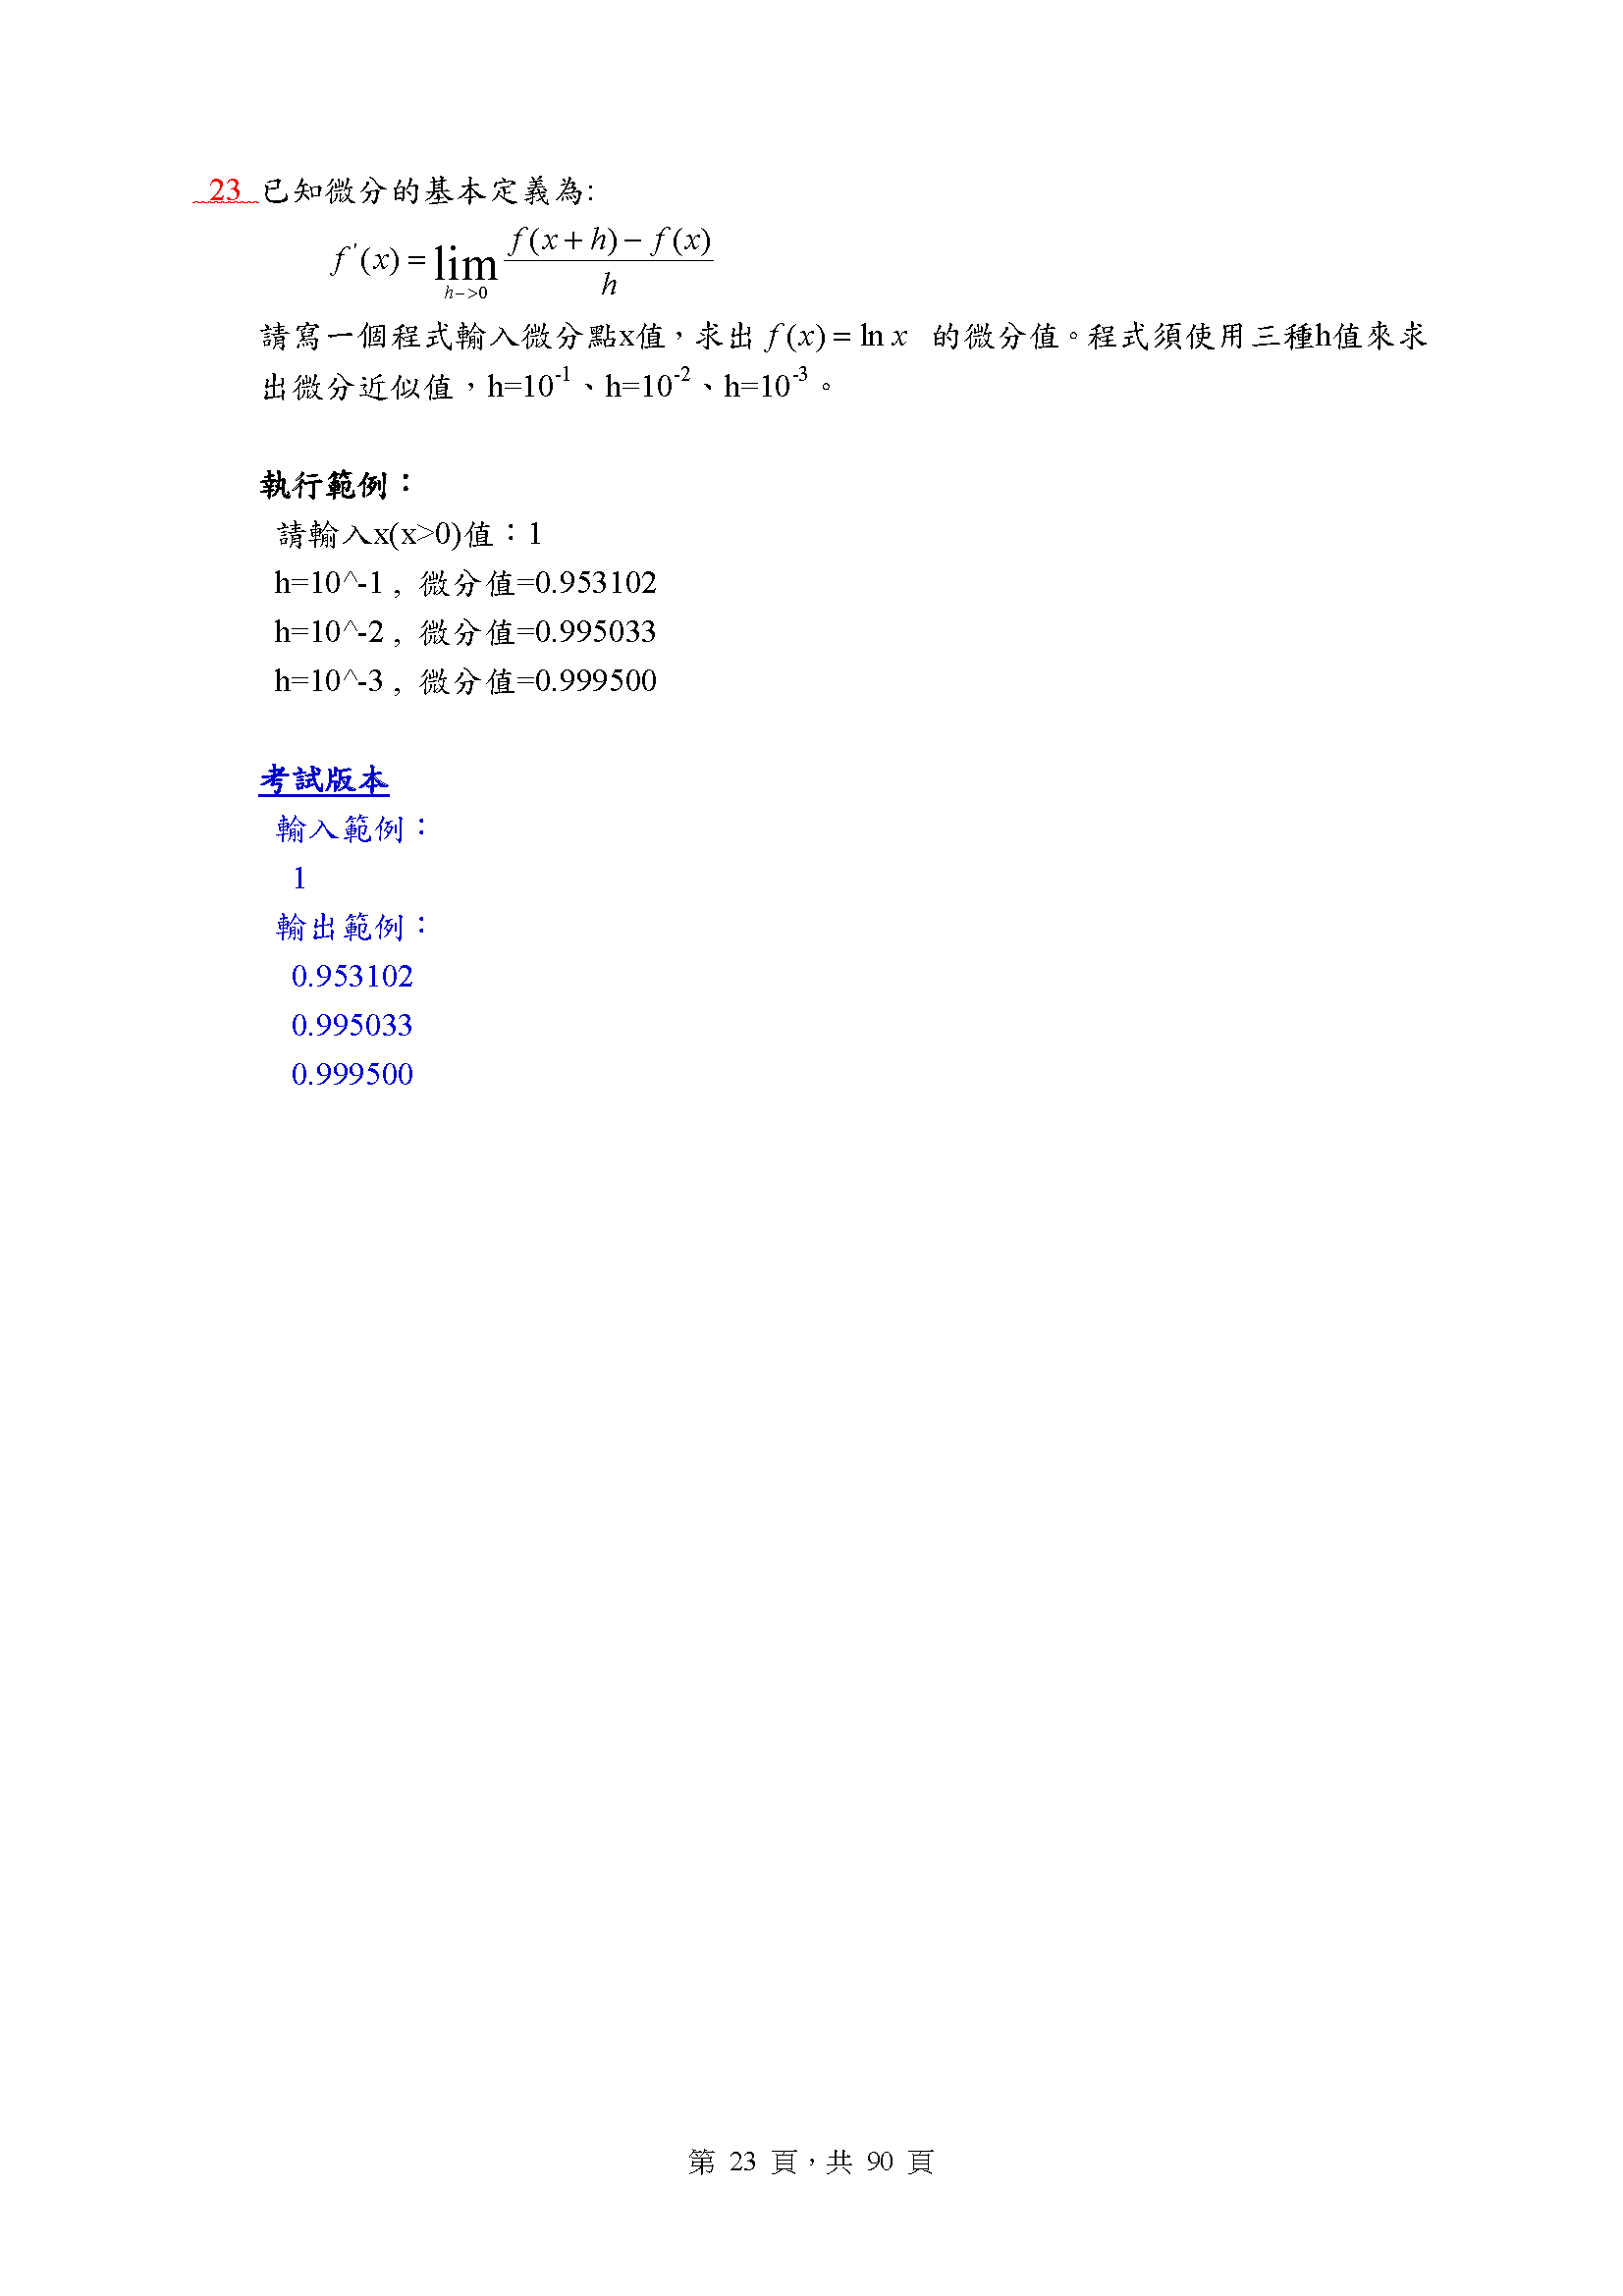 23 已知微分的基本定義為:
f'(x) = lim_{h->0} (f(x+h) − f(x)) / h
請寫一個程式輸入微分點x值，求出 f(x) = ln x 的微分值。程式須使用三種h值來求
出微分近似值，h=10^-1、h=10^-2、h=10^-3。
執行範例：
請輸入x(x>0)值：1
h=10^-1 , 微分值=0.953102
h=10^-2 , 微分值=0.995033
h=10^-3 , 微分值=0.999500
考試版本
輸入範例：
1
輸出範例：
0.953102
0.995033
0.999500
第 23 頁，共 90 頁